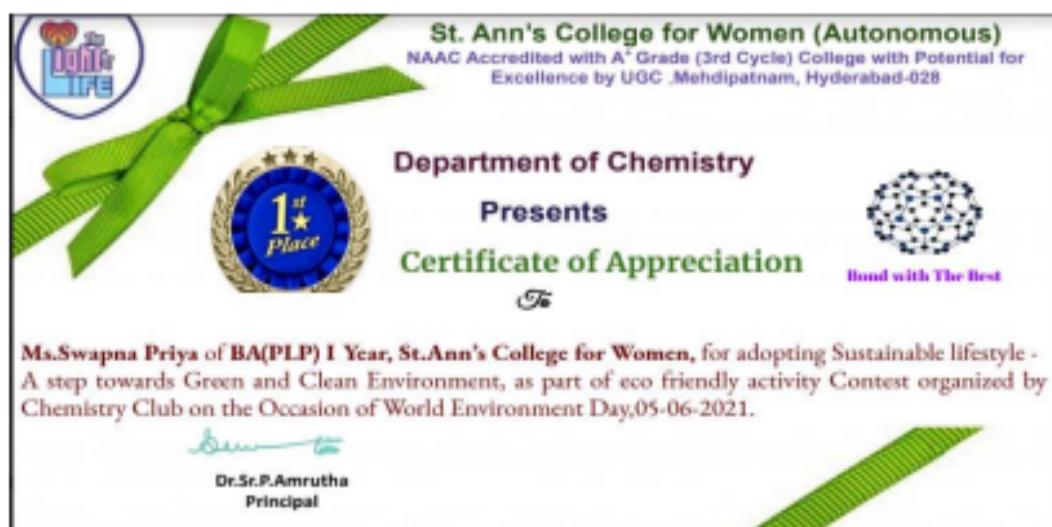 The
Light of
LIFE
St. Ann's College for Women (Autonomous)
NAAC Accredited with A+ Grade (3rd Cycle) College with Potential for
Excellence by UGC ,Mehdipatnam, Hyderabad-028
Department of Chemistry
Presents
1st
Place
Certificate of Appreciation
Bond with The Best
To
Ms.Swapna Priya of BA(PLP) I Year, St.Ann's College for Women, for adopting Sustainable lifestyle -
A step towards Green and Clean Environment, as part of eco friendly activity Contest organized by
Chemistry Club on the Occasion of World Environment Day,05-06-2021.
Dr.Sr.P.Amrutha
Principal